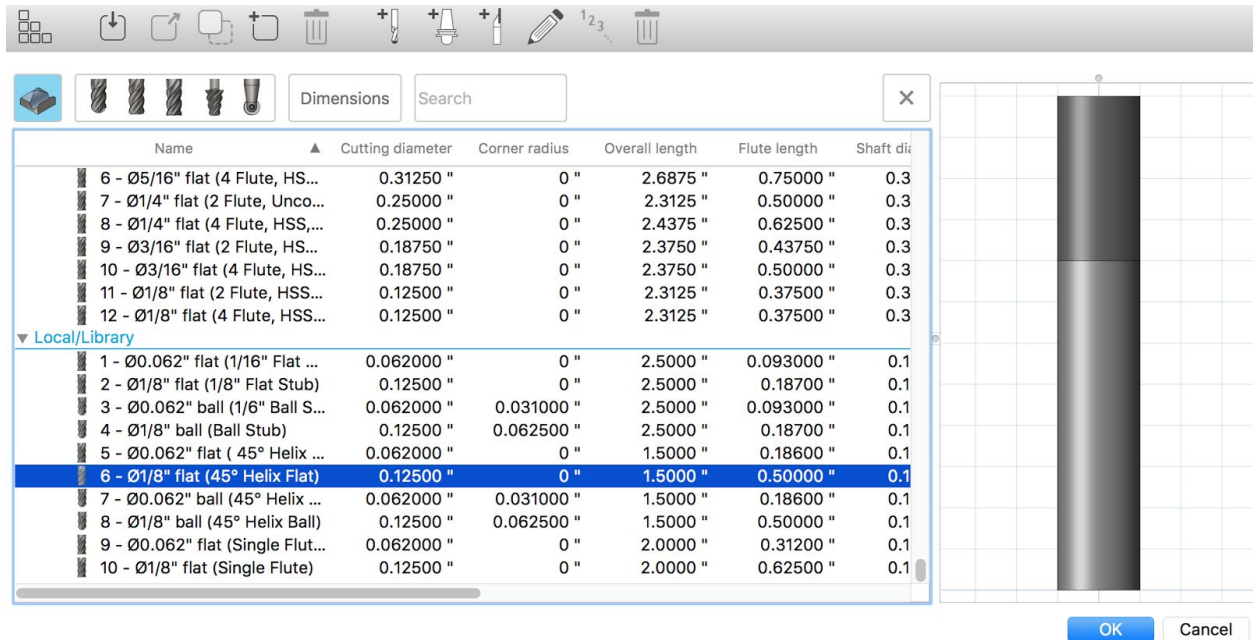 1 2 3
Dimensions Search
Name Cutting diameter Corner radius Overall length Flute length Shaft dia
6 - Ø5/16" flat (4 Flute, HS... 0.31250 " 0 " 2.6875 " 0.75000 " 0.3
7 - Ø1/4" flat (2 Flute, Unco... 0.25000 " 0 " 2.3125 " 0.50000 " 0.3
8 - Ø1/4" flat (4 Flute, HSS,... 0.25000 " 0 " 2.4375 " 0.62500 " 0.3
9 - Ø3/16" flat (2 Flute, HS... 0.18750 " 0 " 2.3750 " 0.43750 " 0.3
10 - Ø3/16" flat (4 Flute, HS... 0.18750 " 0 " 2.3750 " 0.50000 " 0.3
11 - Ø1/8" flat (2 Flute, HSS... 0.12500 " 0 " 2.3125 " 0.37500 " 0.3
12 - Ø1/8" flat (4 Flute, HSS... 0.12500 " 0 " 2.3125 " 0.37500 " 0.3
Local/Library
1 - Ø0.062" flat (1/16" Flat ... 0.062000 " 0 " 2.5000 " 0.093000 " 0.1
2 - Ø1/8" flat (1/8" Flat Stub) 0.12500 " 0 " 2.5000 " 0.18700 " 0.1
3 - Ø0.062" ball (1/6" Ball S... 0.062000 " 0.031000 " 2.5000 " 0.093000 " 0.1
4 - Ø1/8" ball (Ball Stub) 0.12500 " 0.062500 " 2.5000 " 0.18700 " 0.1
5 - Ø0.062" flat ( 45° Helix ... 0.062000 " 0 " 1.5000 " 0.18600 " 0.1
6 - Ø1/8" flat (45° Helix Flat) 0.12500 " 0 " 1.5000 " 0.50000 " 0.1
7 - Ø0.062" ball (45° Helix ... 0.062000 " 0.031000 " 1.5000 " 0.18600 " 0.1
8 - Ø1/8" ball (45° Helix Ball) 0.12500 " 0.062500 " 1.5000 " 0.50000 " 0.1
9 - Ø0.062" flat (Single Flut... 0.062000 " 0 " 2.0000 " 0.31200 " 0.1
10 - Ø1/8" flat (Single Flute) 0.12500 " 0 " 2.0000 " 0.62500 " 0.1
OK Cancel